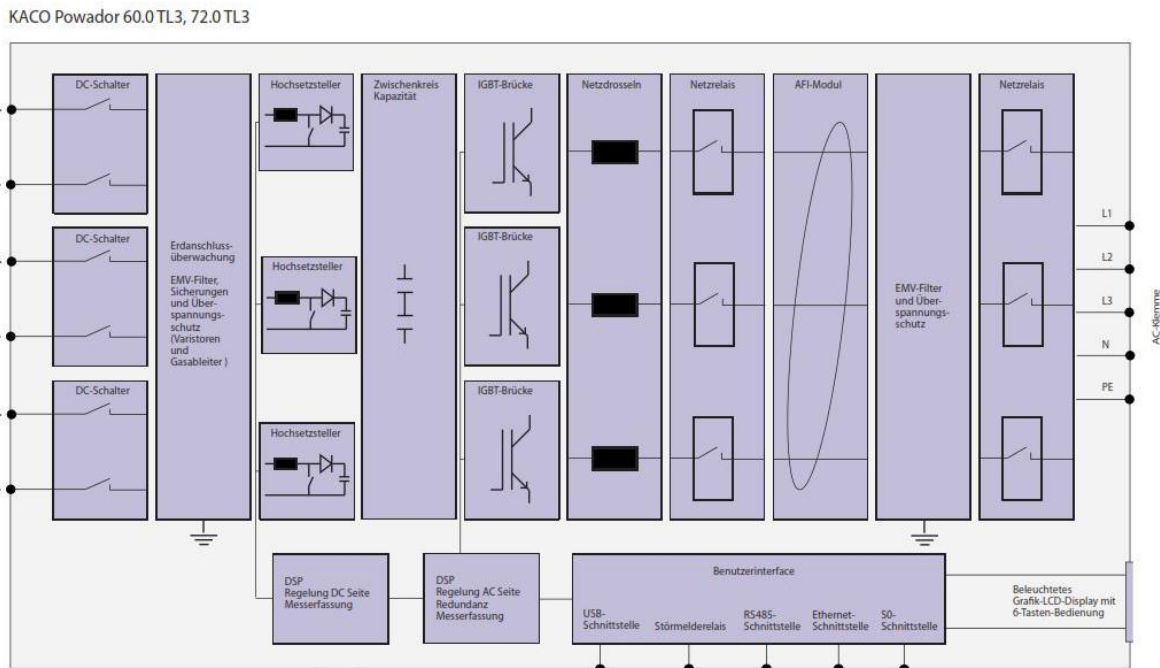 KACO Powador 60.0 TL3, 72.0 TL3
DC-Schalter
DC-Schalter
DC-Schalter
Erdanschluss-
überwachung
EMV-Filter,
Sicherungen
und Über-
spannungs-
schutz
(Varistoren
und
Gasableiter )
Hochsetzsteller
Hochsetzsteller
Hochsetzsteller
Zwischenkreis
Kapazität
IGBT-Brücke
IGBT-Brücke
IGBT-Brücke
Netzdrosseln
Netzrelais
AFI-Modul
EMV-Filter
und Über-
spannungs-
schutz
Netzrelais
L1
L2
L3
N
PE
AC-Klemme
DSP
Regelung DC Seite
Messerfassung
DSP
Regelung AC Seite
Redundanz
Messerfassung
Benutzerinterface
USB-
Schnittstelle
Störmelderelais
RS485-
Schnittstelle
Ethernet-
Schnittstelle
S0-
Schnittstelle
Beleuchtetes
Grafik-LCD-Display mit
6-Tasten-Bedienung